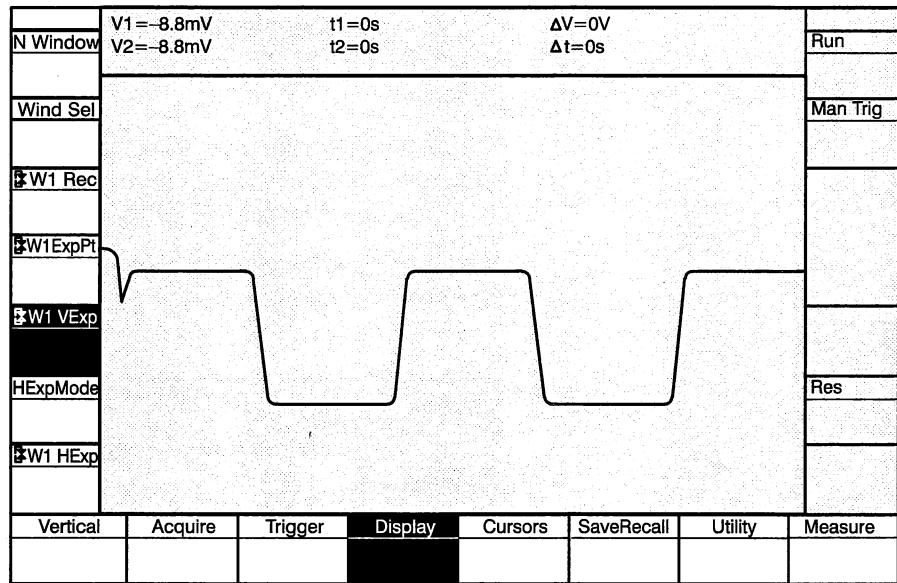 V1=–8.8mV t1=0s ΔV=0V
V2=–8.8mV t2=0s Δt=0s
N Window
Wind Sel
W1 Rec
W1ExpPt
W1 VExp
HExpMode
W1 HExp
Run
Man Trig
Res
Vertical Acquire Trigger Display Cursors SaveRecall Utility Measure